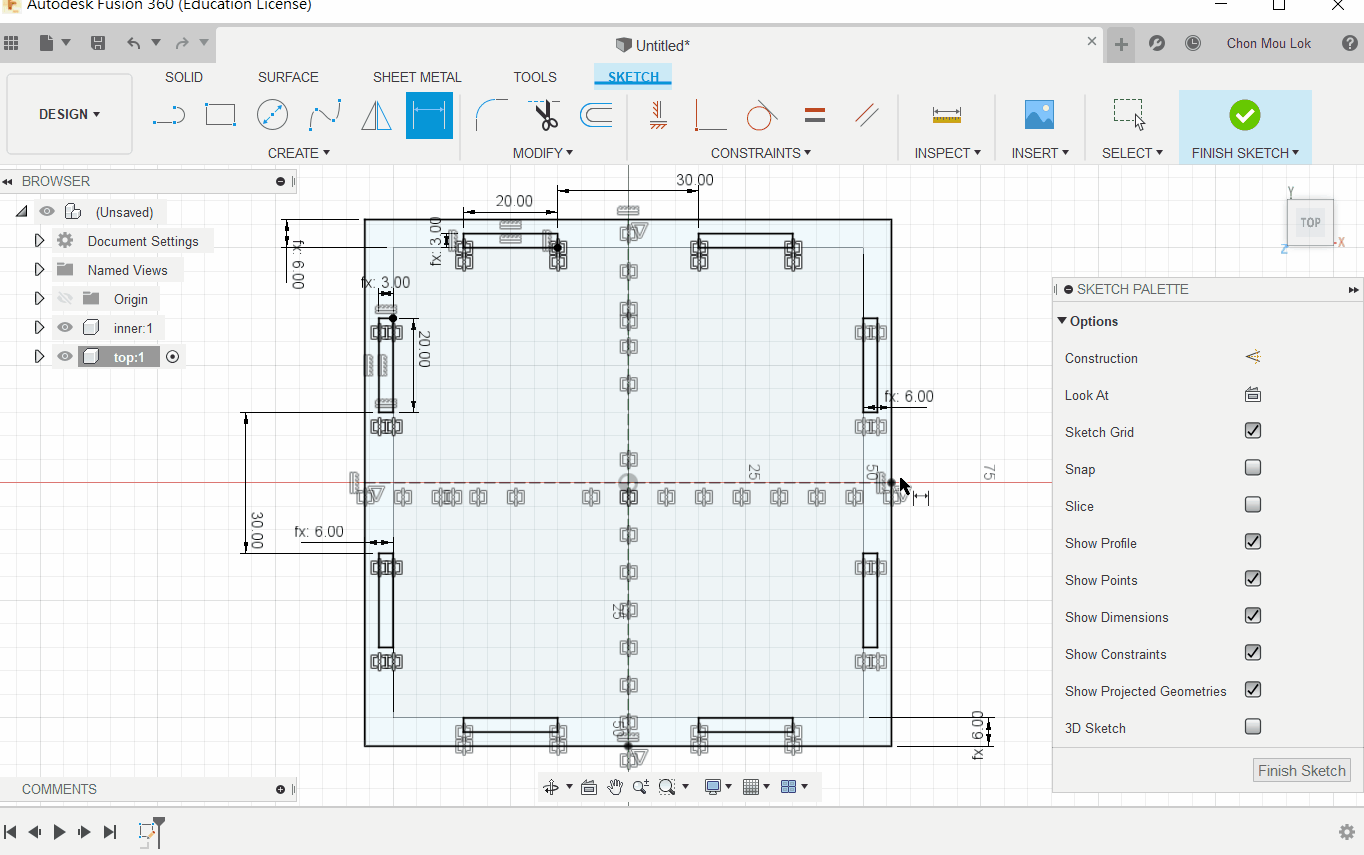 Autodesk Fusion 360 (Education License)
Untitled*
Chon Mou Lok
SOLID SURFACE SHEET METAL TOOLS SKETCH
DESIGN
CREATE MODIFY CONSTRAINTS INSPECT INSERT SELECT FINISH SKETCH
BROWSER
(Unsaved)
Document Settings
Named Views
Origin
inner:1
top:1
30.00
20.00
fx: 3.00
fx: 6.00
fx: 3.00
20.00
fx: 6.00
25
50
75
30.00
fx: 6.00
25
50
fx: 6.00
Y
TOP
X
Z
SKETCH PALETTE
Options
Construction
Look At
Sketch Grid
Snap
Slice
Show Profile
Show Points
Show Dimensions
Show Constraints
Show Projected Geometries
3D Sketch
Finish Sketch
COMMENTS